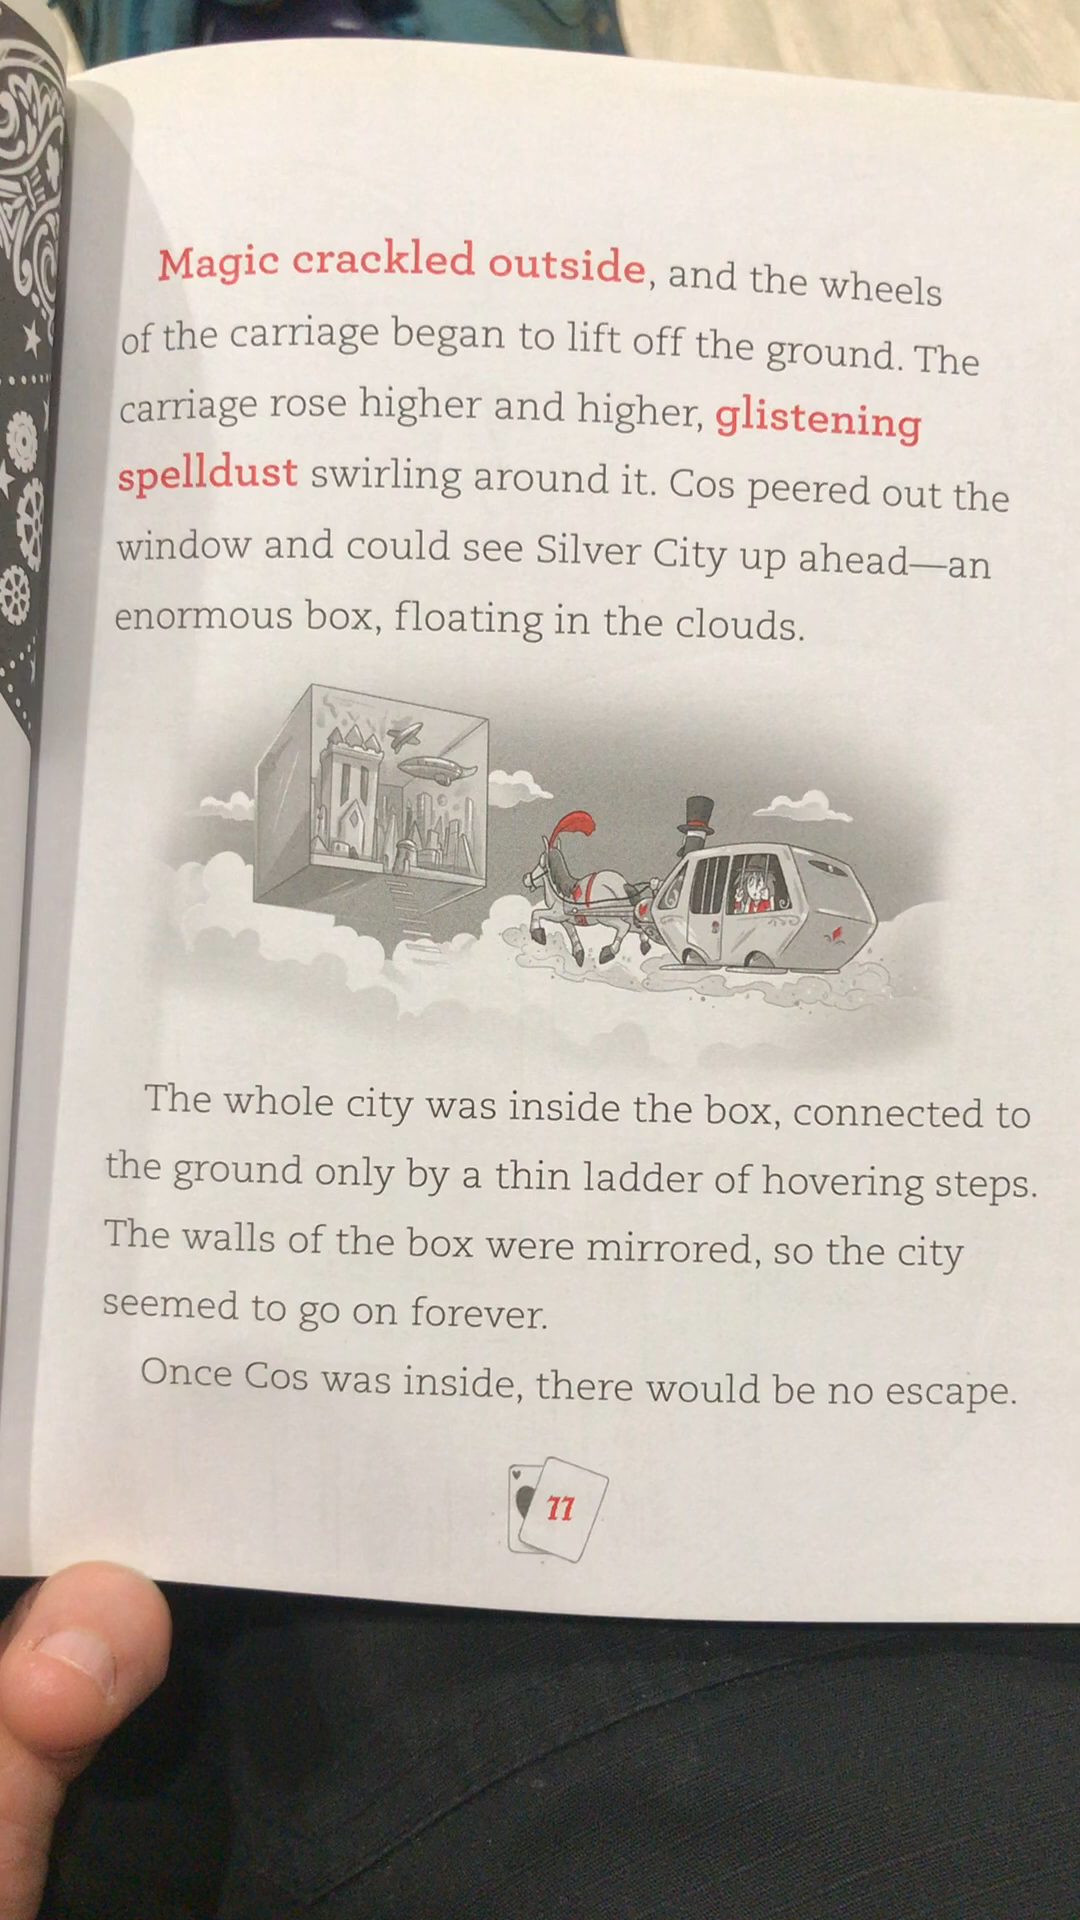 Magic crackled outside, and the wheels
of the carriage began to lift off the ground. The
carriage rose higher and higher, glistening
spelldust swirling around it. Cos peered out the
window and could see Silver City up ahead—an
enormous box, floating in the clouds.
The whole city was inside the box, connected to
the ground only by a thin ladder of hovering steps.
The walls of the box were mirrored, so the city
seemed to go on forever.
Once Cos was inside, there would be no escape.
77